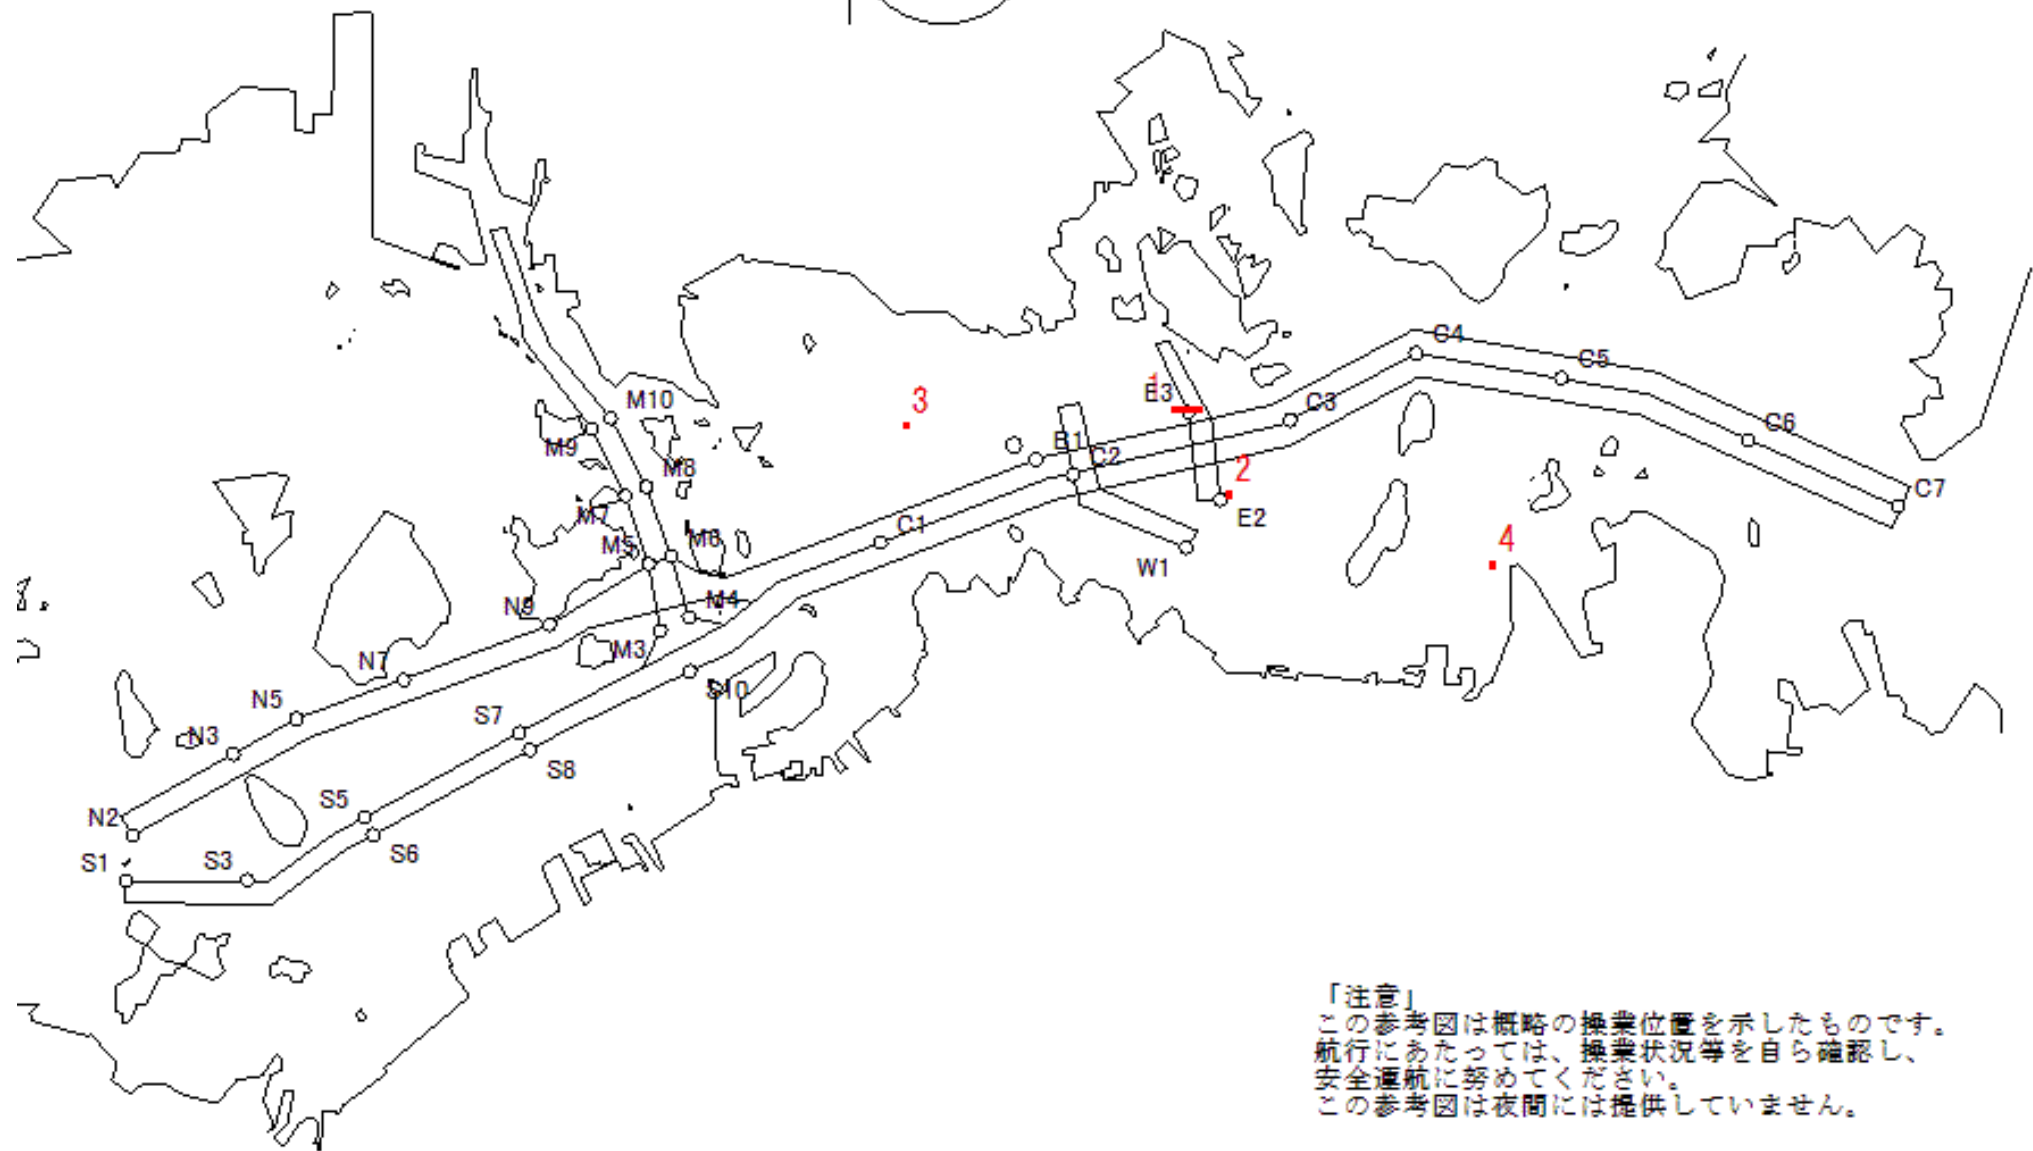 C4
C5
M10
1
E3
3
C3
C6
M9
B1
M8
C2
2
C7
M7
E2
C1
M5
M6
4
W1
N9
M4
M3
N7
S10
N5
S7
N3
S8
S5
N2
S6
S1
S3
「注意」
この参考図は概略の操業位置を示したものです。
航行にあたっては、操業状況等を自ら確認し、
安全運航に努めてください。
この参考図は夜間には提供していません。